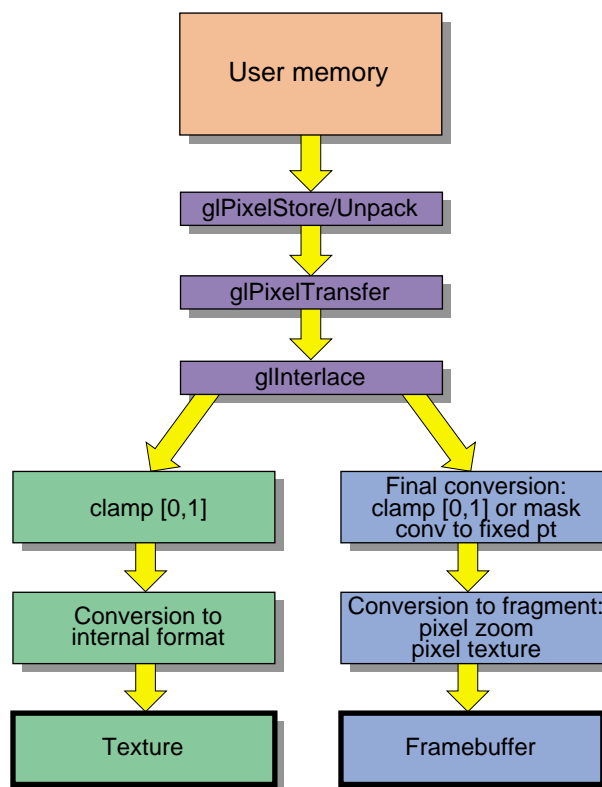 User memory
glPixelStore/Unpack
glPixelTransfer
glInterlace
clamp [0,1]
Conversion to
internal format
Texture
Final conversion:
clamp [0,1] or mask
conv to fixed pt
Conversion to fragment:
pixel zoom
pixel texture
Framebuffer